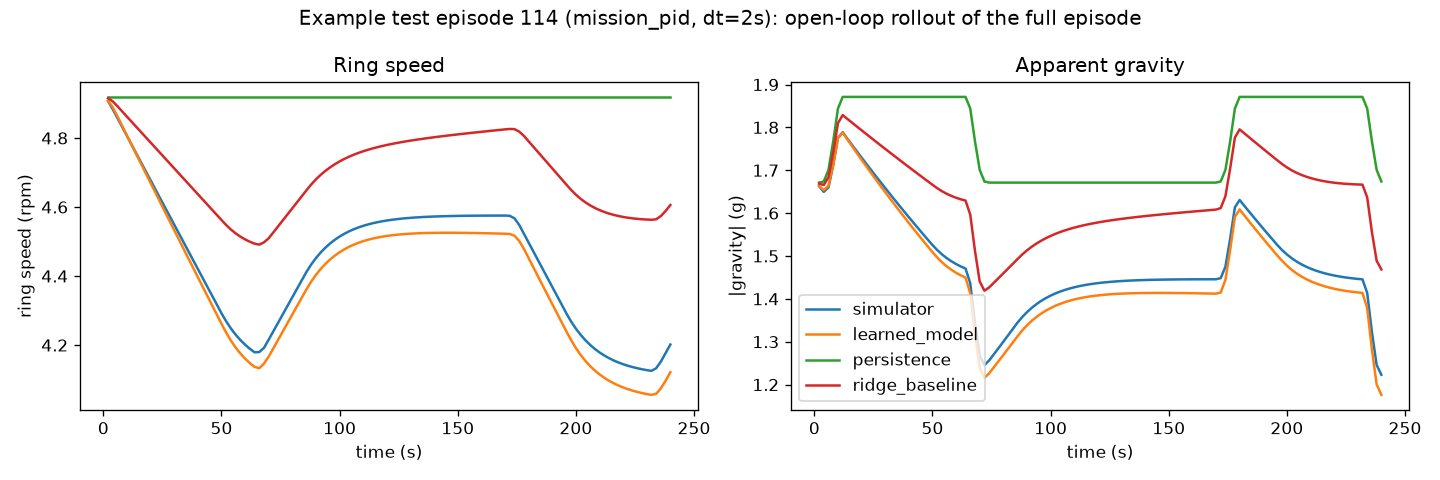 Example test episode 114 (mission_pid, dt=2s): open-loop rollout of the full episode
Ring speed
4.8
4.6
4.4
4.2
ring speed (rpm)
0 50 100 150 200 250
time (s)
Apparent gravity
1.9
1.8
1.7
1.6
1.5
1.4
1.3
1.2
|gravity| (g)
simulator
learned_model
persistence
ridge_baseline
0 50 100 150 200 250
time (s)